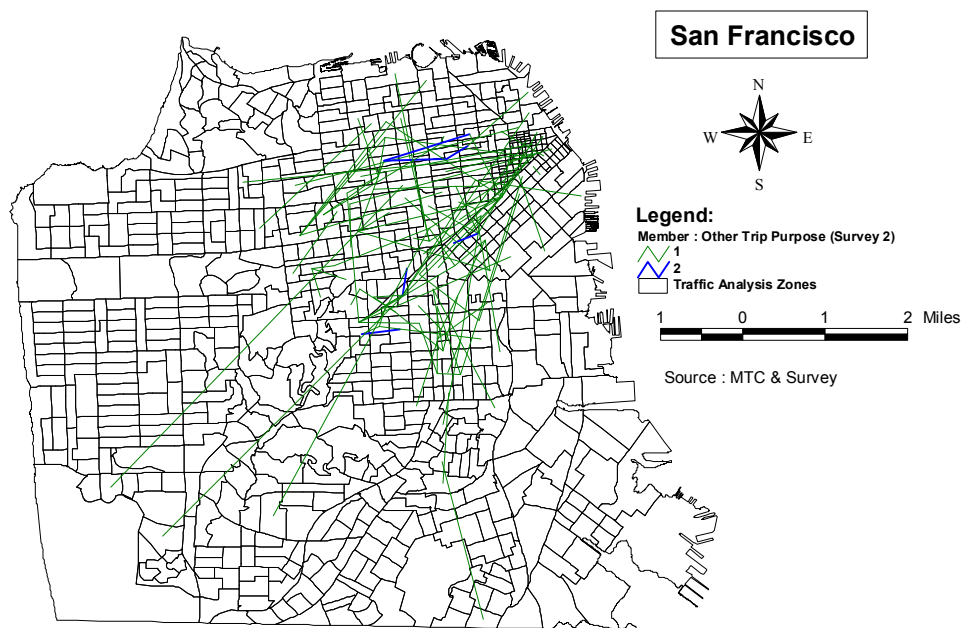 San Francisco
N
W E
S
Legend:
Member : Other Trip Purpose (Survey 2)
1
2
Traffic Analysis Zones
1 0 1 2 Miles
Source : MTC & Survey